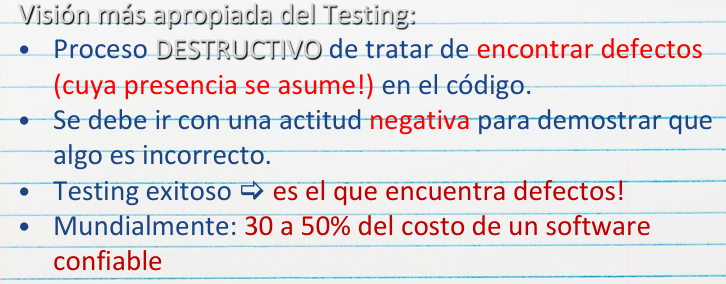 Visión más apropiada del Testing:
• Proceso DESTRUCTIVO de tratar de encontrar defectos
(cuya presencia se asume!) en el código.
• Se debe ir con una actitud negativa para demostrar que
algo es incorrecto.
• Testing exitoso ⇨ es el que encuentra defectos!
• Mundialmente: 30 a 50% del costo de un software
confiable